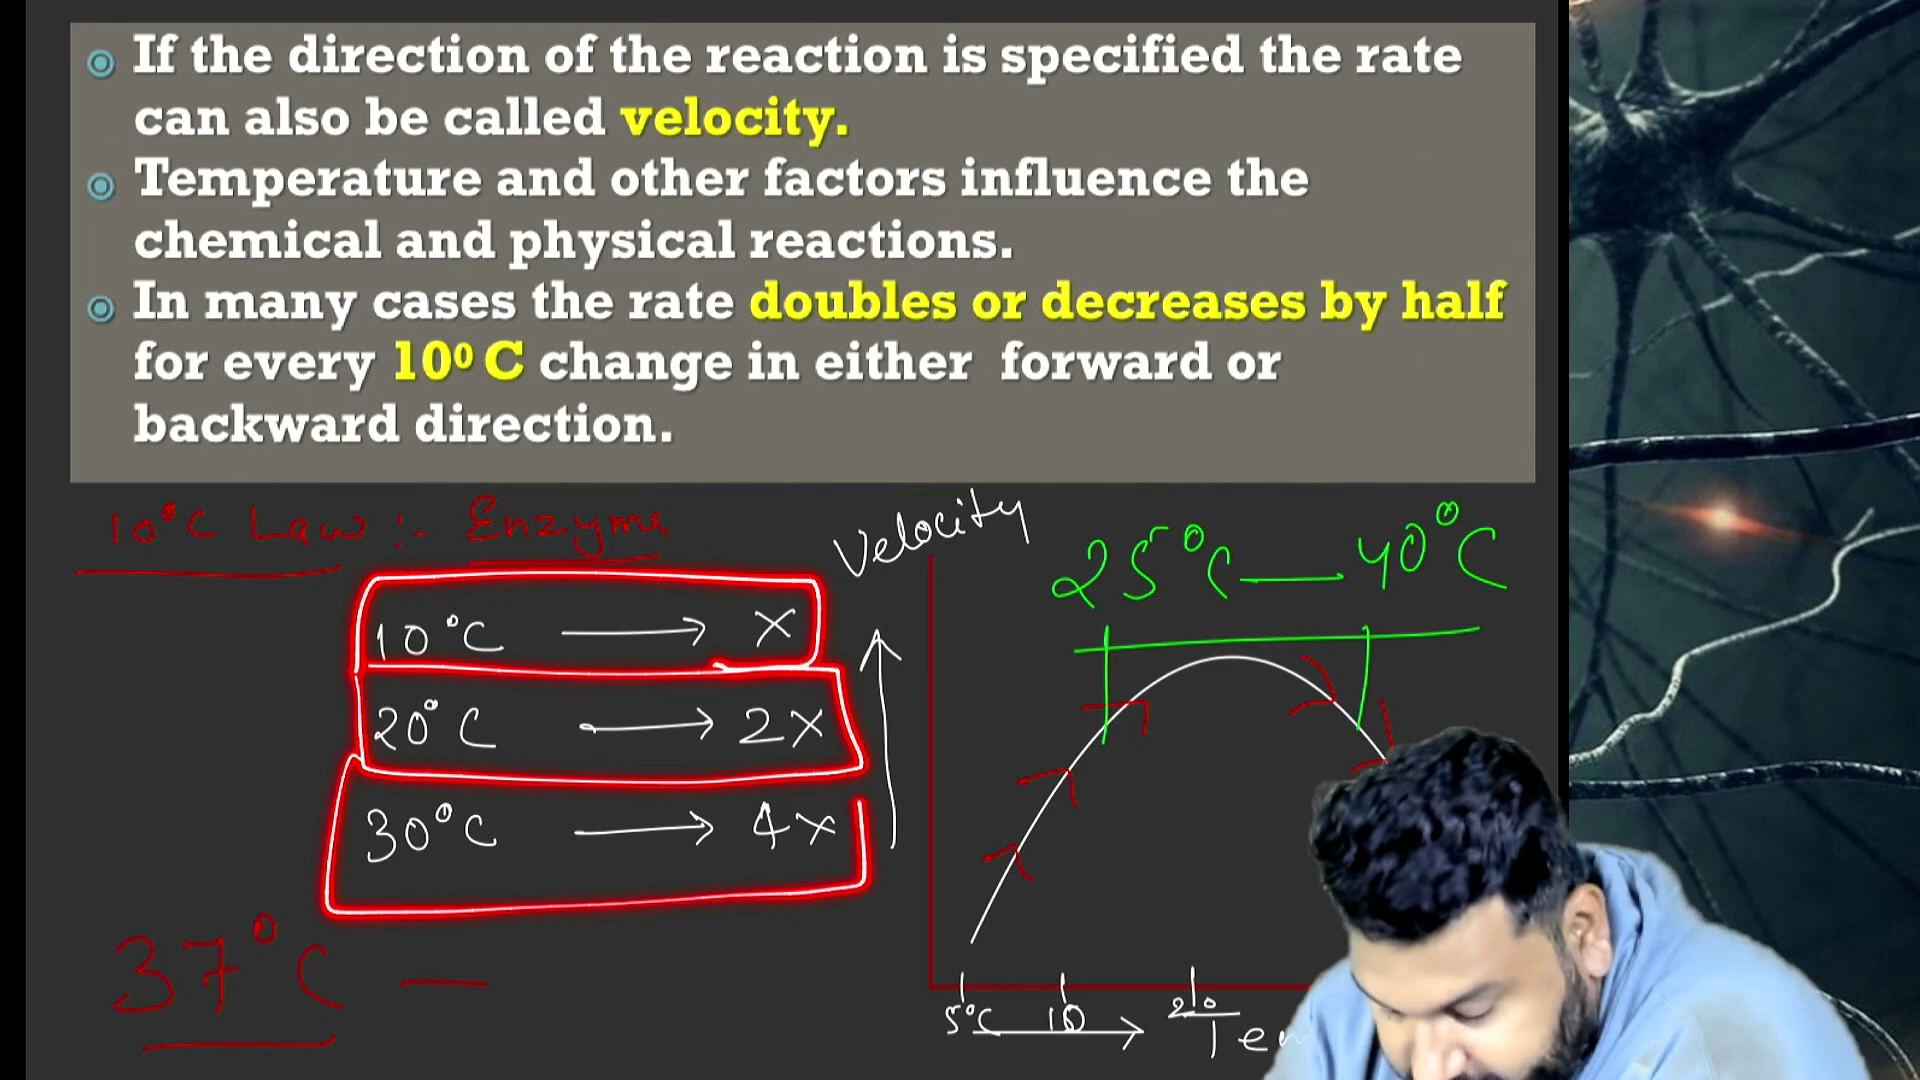 If the direction of the reaction is specified the rate
can also be called velocity.
Temperature and other factors influence the
chemical and physical reactions.
In many cases the rate doubles or decreases by half
for every 10⁰ C change in either forward or
backward direction.
10°C Law :- Enzyme
10°C ⟶ X
20°C ⟶ 2X
30°C ⟶ 4X
37°C —
Velocity
25°C — 40°C
5°C 10 20
Tem